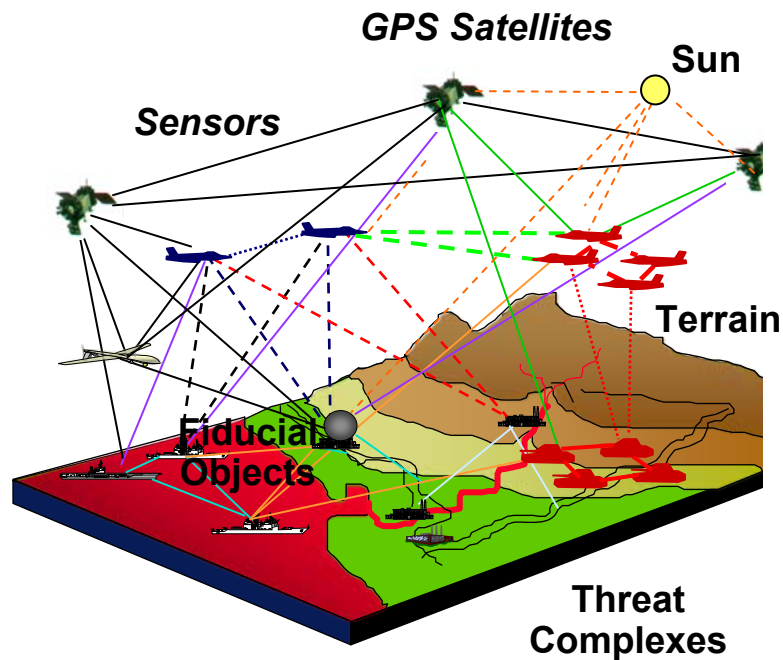 GPS Satellites
Sun
Sensors
Terrain
Fiducial
Objects
Threat
Complexes